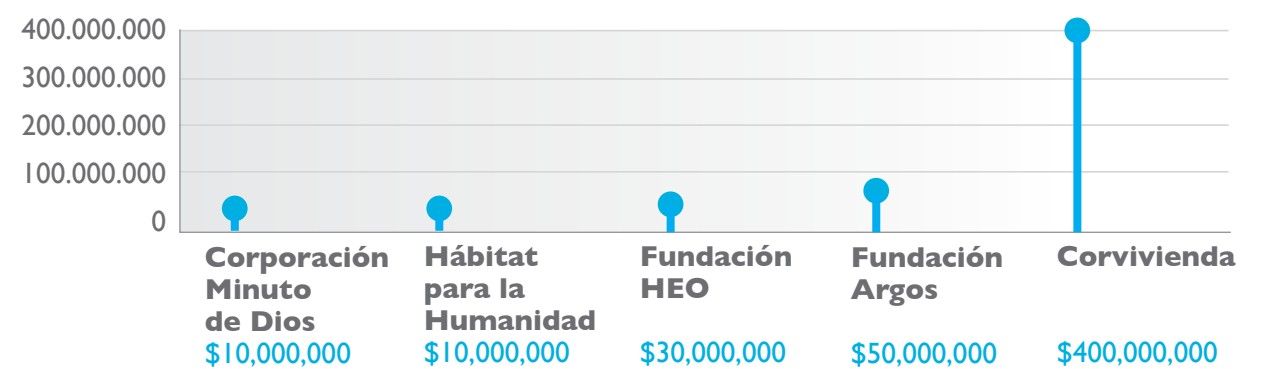 400.000.000
300.000.000
200.000.000
100.000.000
0
Corporación
Minuto
de Dios
$10,000,000
Hábitat
para la
Humanidad
$10,000,000
Fundación
HEO
$30,000,000
Fundación
Argos
$50,000,000
Corvivienda
$400,000,000